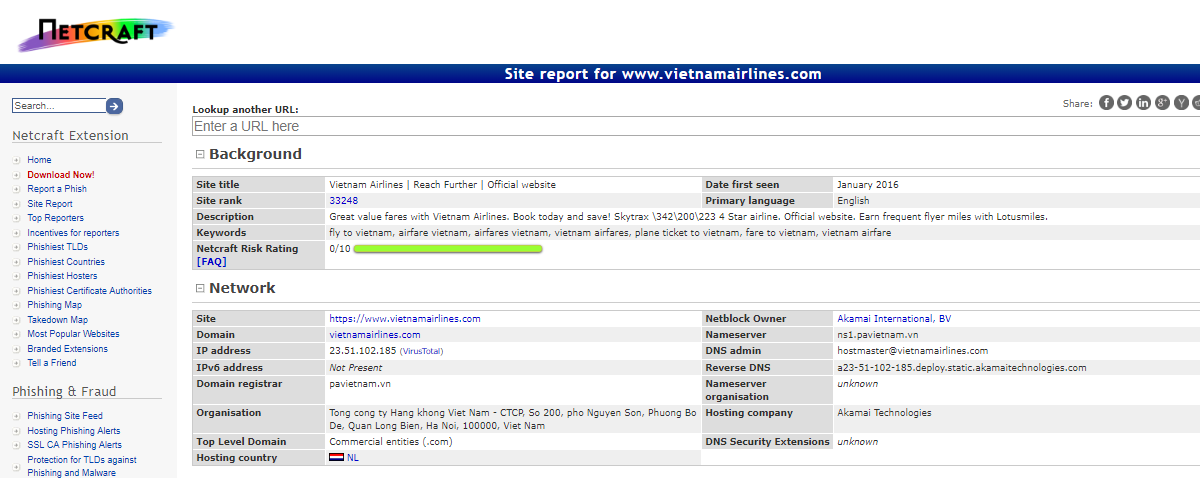 NETCRAFT
Site report for www.vietnamairlines.com
Search...
Netcraft Extension
Home
Download Now!
Report a Phish
Site Report
Top Reporters
Incentives for reporters
Phishiest TLDs
Phishiest Countries
Phishiest Hosters
Phishiest Certificate Authorities
Phishing Map
Takedown Map
Most Popular Websites
Branded Extensions
Tell a Friend
Phishing & Fraud
Phishing Site Feed
Hosting Phishing Alerts
SSL CA Phishing Alerts
Protection for TLDs against
Phishing and Malware
Share:
Lookup another URL:
Enter a URL here
Background
Site title Vietnam Airlines | Reach Further | Official website Date first seen January 2016
Site rank 33248 Primary language English
Description Great value fares with Vietnam Airlines. Book today and save! Skytrax \342\200\223 4 Star airline. Official website. Earn frequent flyer miles with Lotusmiles.
Keywords fly to vietnam, airfare vietnam, airfares vietnam, vietnam airfares, plane ticket to vietnam, fare to vietnam, vietnam airfare
Netcraft Risk Rating 0/10
[FAQ]
Network
Site https://www.vietnamairlines.com Netblock Owner Akamai International, BV
Domain vietnamairlines.com Nameserver ns1.pavietnam.vn
IP address 23.51.102.185 (VirusTotal) DNS admin hostmaster@vietnamairlines.com
IPv6 address Not Present Reverse DNS a23-51-102-185.deploy.static.akamaitechnologies.com
Domain registrar pavietnam.vn Nameserver unknown
organisation
Organisation Tong cong ty Hang khong Viet Nam - CTCP, So 200, pho Nguyen Son, Phuong Bo Hosting company Akamai Technologies
De, Quan Long Bien, Ha Noi, 100000, Viet Nam
Top Level Domain Commercial entities (.com) DNS Security Extensions unknown
Hosting country NL